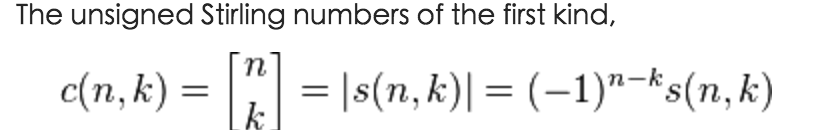 The unsigned Stirling numbers of the first kind,
c(n, k) = [n k] = |s(n, k)| = (−1)^{n−k} s(n, k)